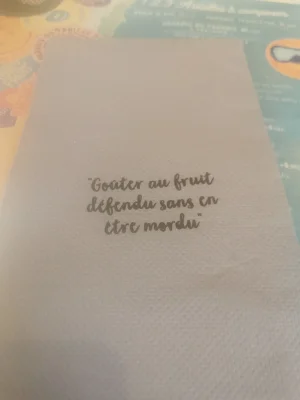 "Goûter au fruit
défendu sans en
être mordu"